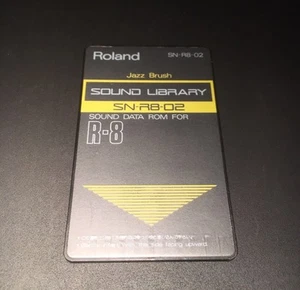 Roland SN-R8-02
Jazz Brush
SOUND LIBRARY
SN-R8-02
SOUND DATA ROM FOR
R-8